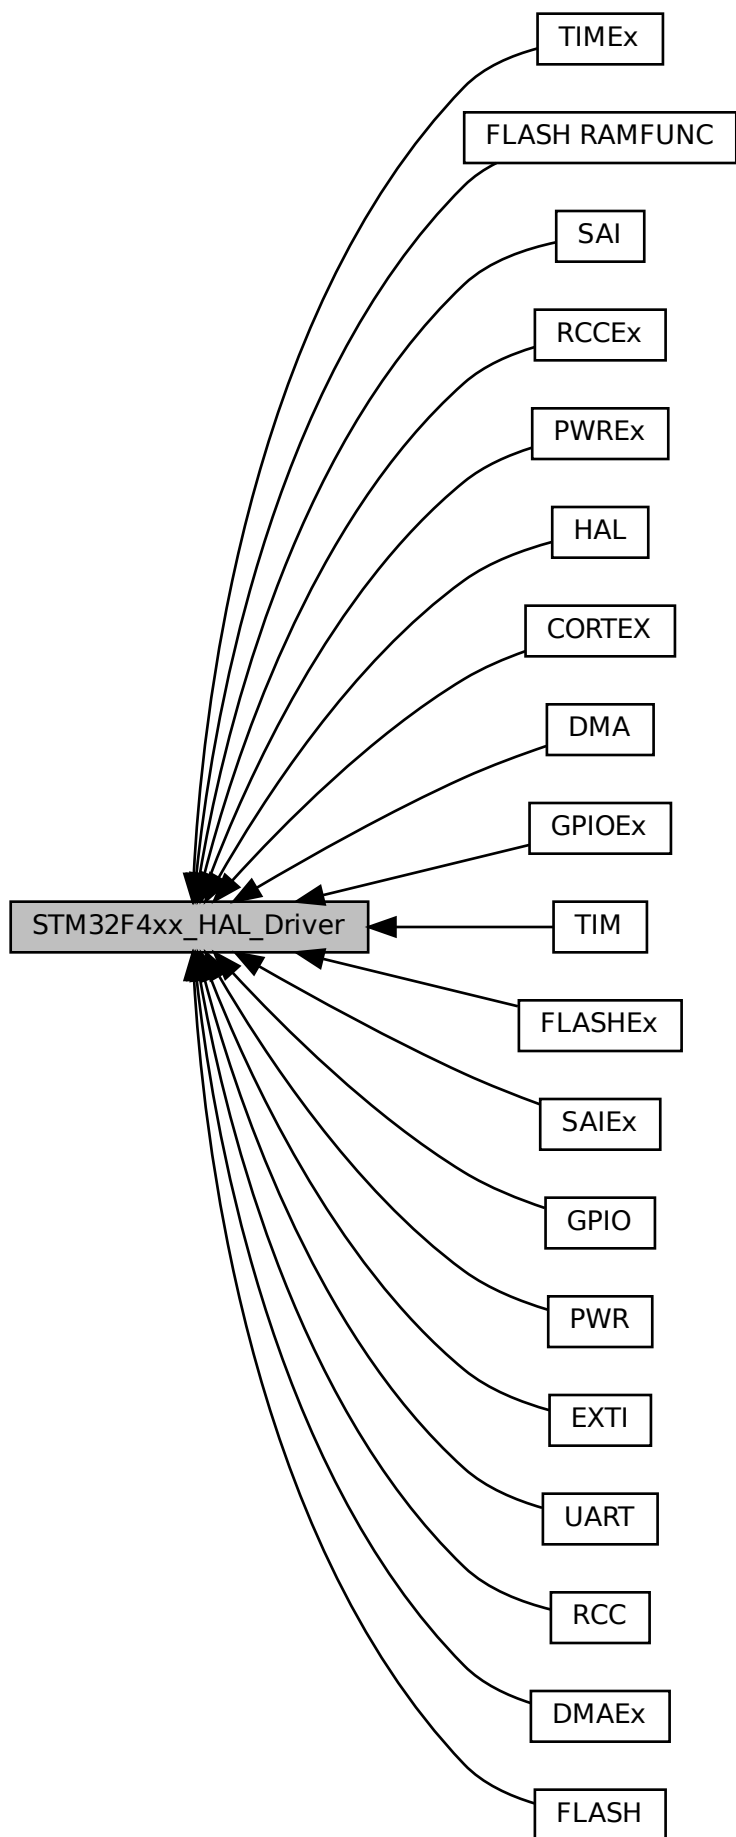 TIMEx
FLASH RAMFUNC
SAI
RCCEx
PWREx
HAL
CORTEX
DMA
GPIOEx
STM32F4xx_HAL_Driver
TIM
FLASHEx
SAIEx
GPIO
PWR
EXTI
UART
RCC
DMAEx
FLASH